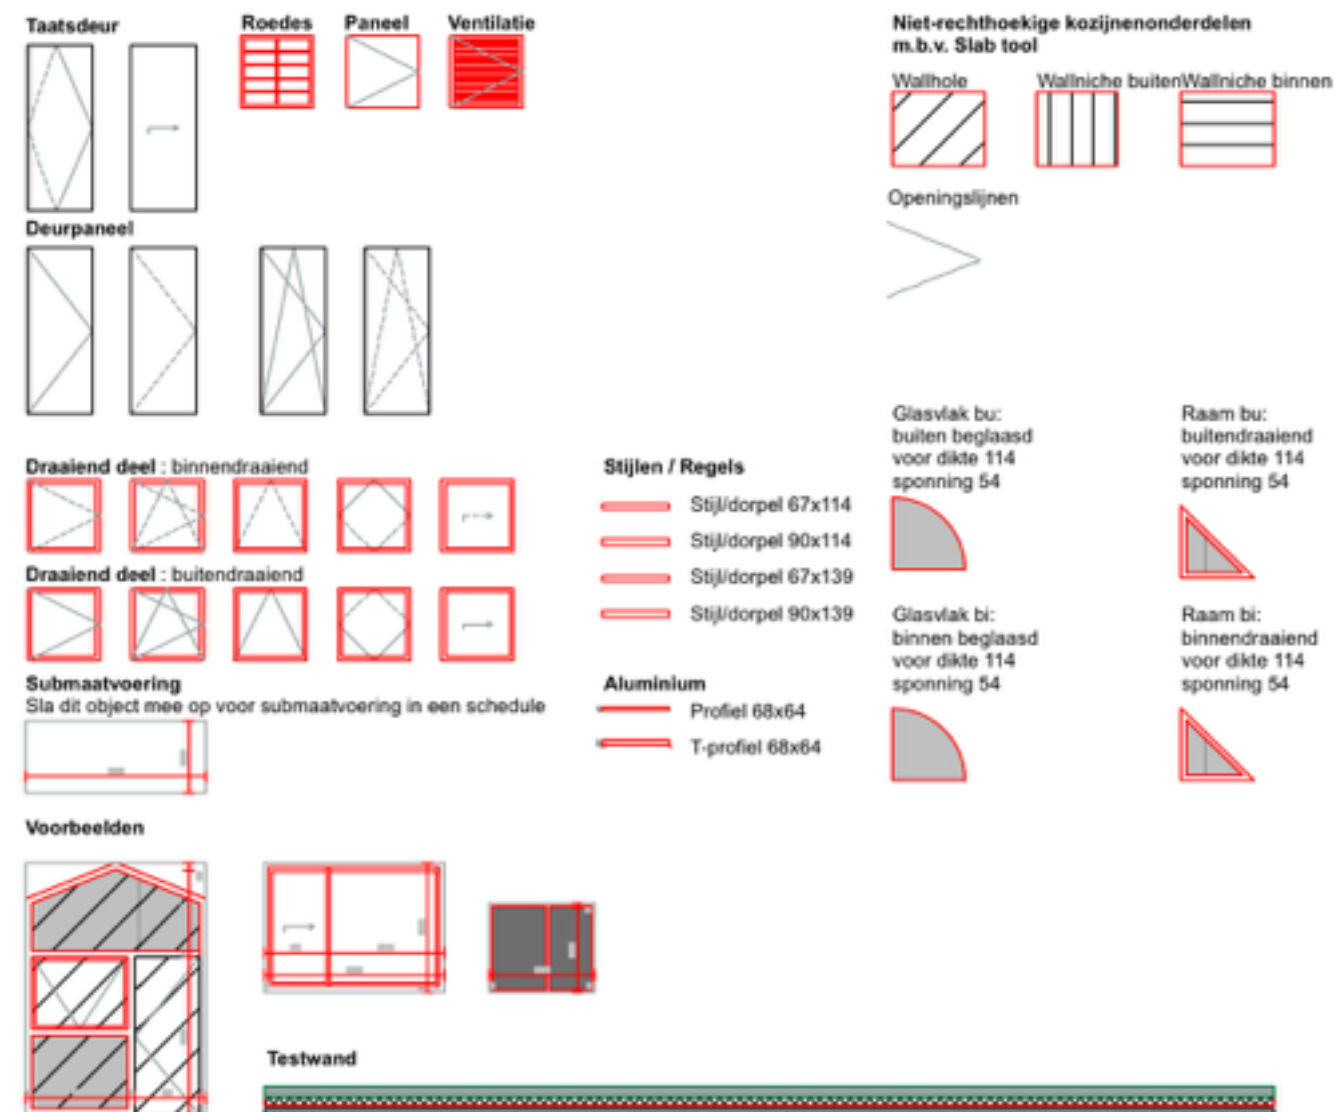 Taatsdeur
Roedes
Paneel
Ventilatie
Deurpaneel
Draaiend deel : binnendraaiend
Draaiend deel : buitendraaiend
Submaatvoering
Sla dit object mee op voor submaatvoering in een schedule
Voorbeelden
Stijlen / Regels
Stijl/dorpel 67x114
Stijl/dorpel 90x114
Stijl/dorpel 67x139
Stijl/dorpel 90x139
Aluminium
Profiel 68x64
T-profiel 68x64
Niet-rechthoekige kozijnenonderdelen
m.b.v. Slab tool
Wallhole
Wallniche buiten
Wallniche binnen
Openingslijnen
Glasvlak bu:
buiten beglaasd
voor dikte 114
sponning 54
Raam bu:
buitendraaiend
voor dikte 114
sponning 54
Glasvlak bi:
binnen beglaasd
voor dikte 114
sponning 54
Raam bi:
binnendraaiend
voor dikte 114
sponning 54
Testwand